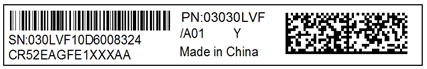 SN:030LVF10D6008324
CR52EAGFE1XXXAA
PN:03030LVF
/A01 Y
Made in China